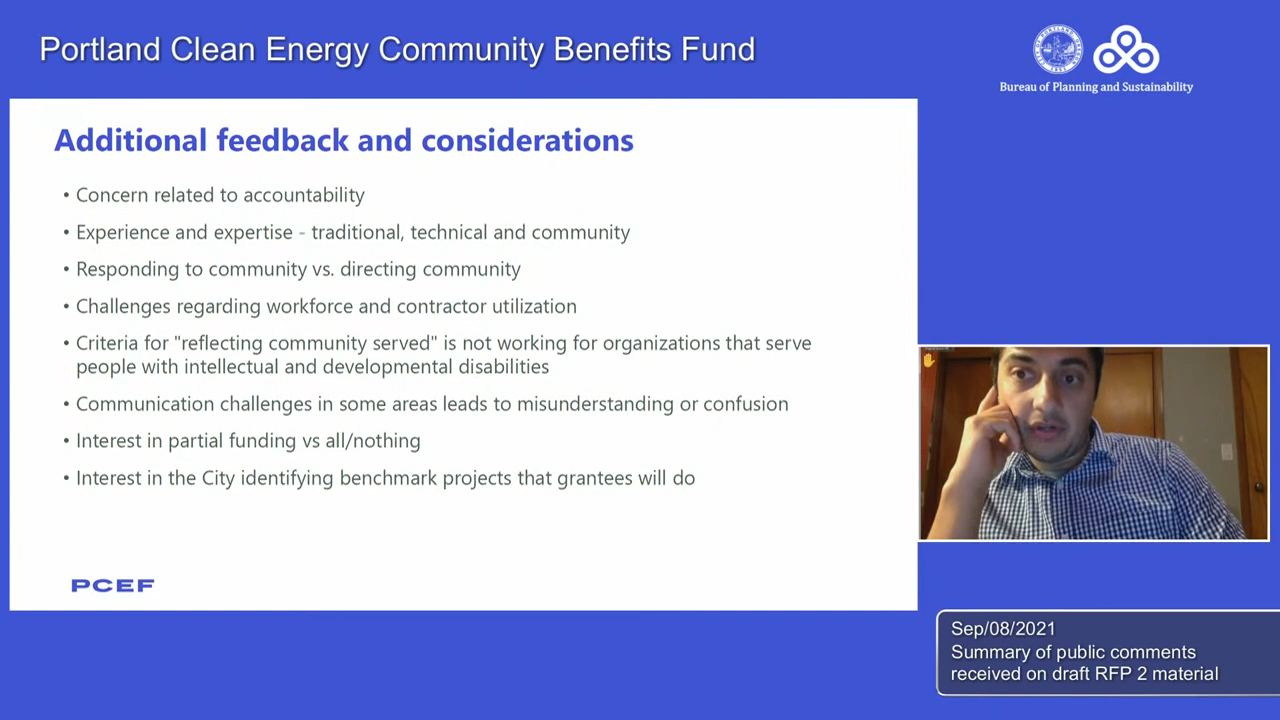 Portland Clean Energy Community Benefits Fund
Bureau of Planning and Sustainability
Additional feedback and considerations
• Concern related to accountability
• Experience and expertise - traditional, technical and community
• Responding to community vs. directing community
• Challenges regarding workforce and contractor utilization
• Criteria for "reflecting community served" is not working for organizations that serve
people with intellectual and developmental disabilities
• Communication challenges in some areas leads to misunderstanding or confusion
• Interest in partial funding vs all/nothing
• Interest in the City identifying benchmark projects that grantees will do
PCEF
Sep/08/2021
Summary of public comments
received on draft RFP 2 material